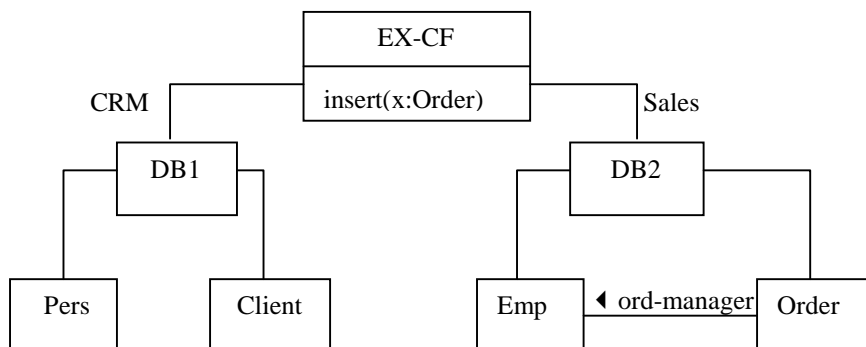 EX-CF
insert(x:Order)
CRM
Sales
DB1
DB2
Pers
Client
Emp
ord-manager
Order